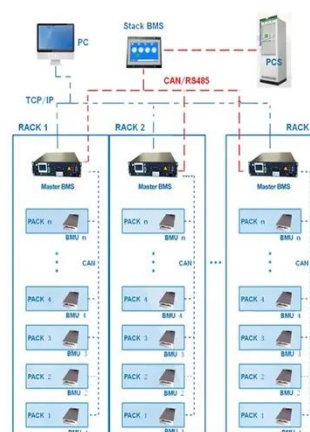 PC
Stack BMS
PCS
CAN/RS485
TCP/IP
RACK 1
RACK 2
RACK
Master BMS
Master BMS
Master BMS
PACK n
BMU n
PACK n
BMU n
PACK n
BMU n
CAN
CAN
CAN
PACK 4
BMU 4
PACK 4
BMU 4
PACK 4
BMU 4
PACK 3
BMU 3
PACK 3
BMU 3
PACK 3
BMU 3
PACK 2
BMU 2
PACK 2
BMU 2
PACK 2
BMU 2
PACK 1
PACK 1
PACK 1